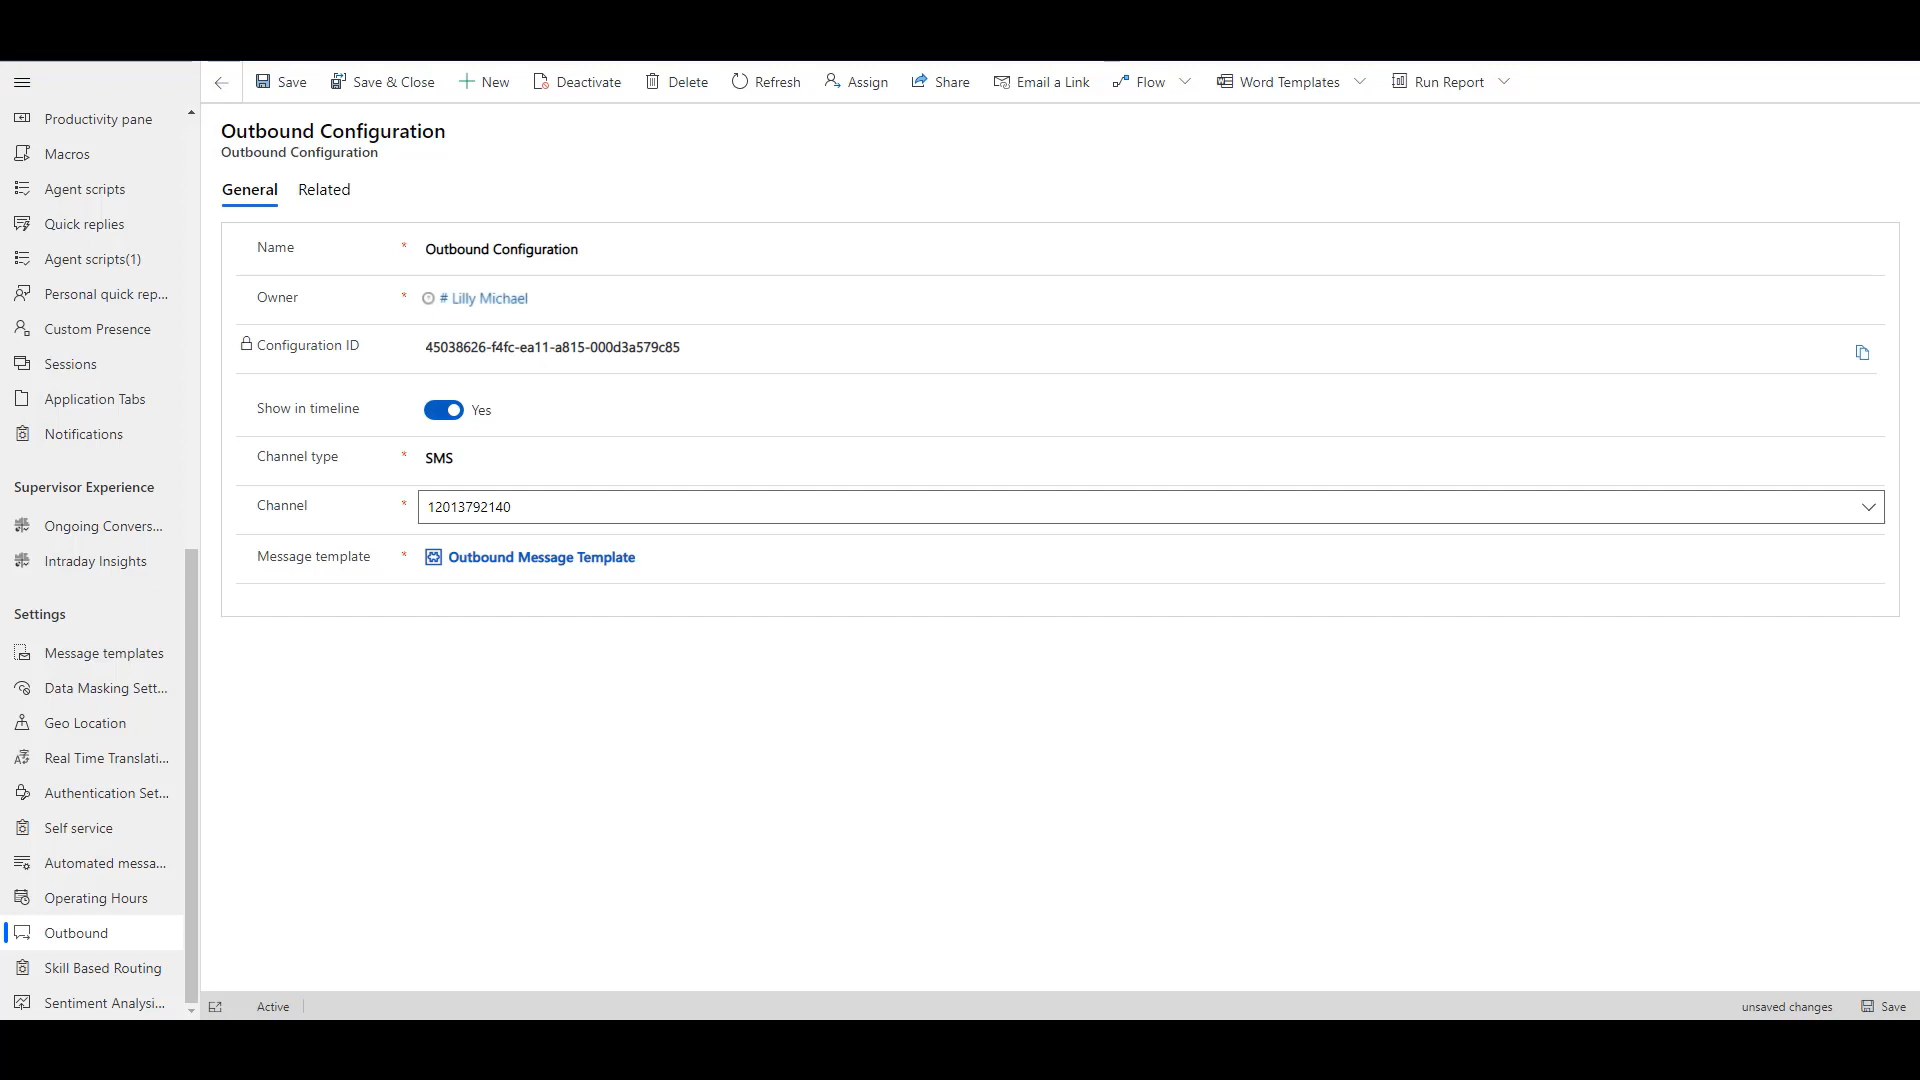 Save
Save & Close
New
Deactivate
Delete
Refresh
Assign
Share
Email a Link
Flow
Word Templates
Run Report
Productivity pane
Macros
Agent scripts
Quick replies
Agent scripts(1)
Personal quick rep...
Custom Presence
Sessions
Application Tabs
Notifications
Supervisor Experience
Ongoing Convers...
Intraday Insights
Settings
Message templates
Data Masking Sett...
Geo Location
Real Time Translati...
Authentication Set...
Self service
Automated messa...
Operating Hours
Outbound
Skill Based Routing
Sentiment Analysi...
Outbound Configuration
Outbound Configuration
General
Related
Name * Outbound Configuration
Owner * # Lilly Michael
Configuration ID 45038626-f4fc-ea11-a815-000d3a579c85
Show in timeline Yes
Channel type * SMS
Channel * 12013792140
Message template * Outbound Message Template
Active
unsaved changes
Save